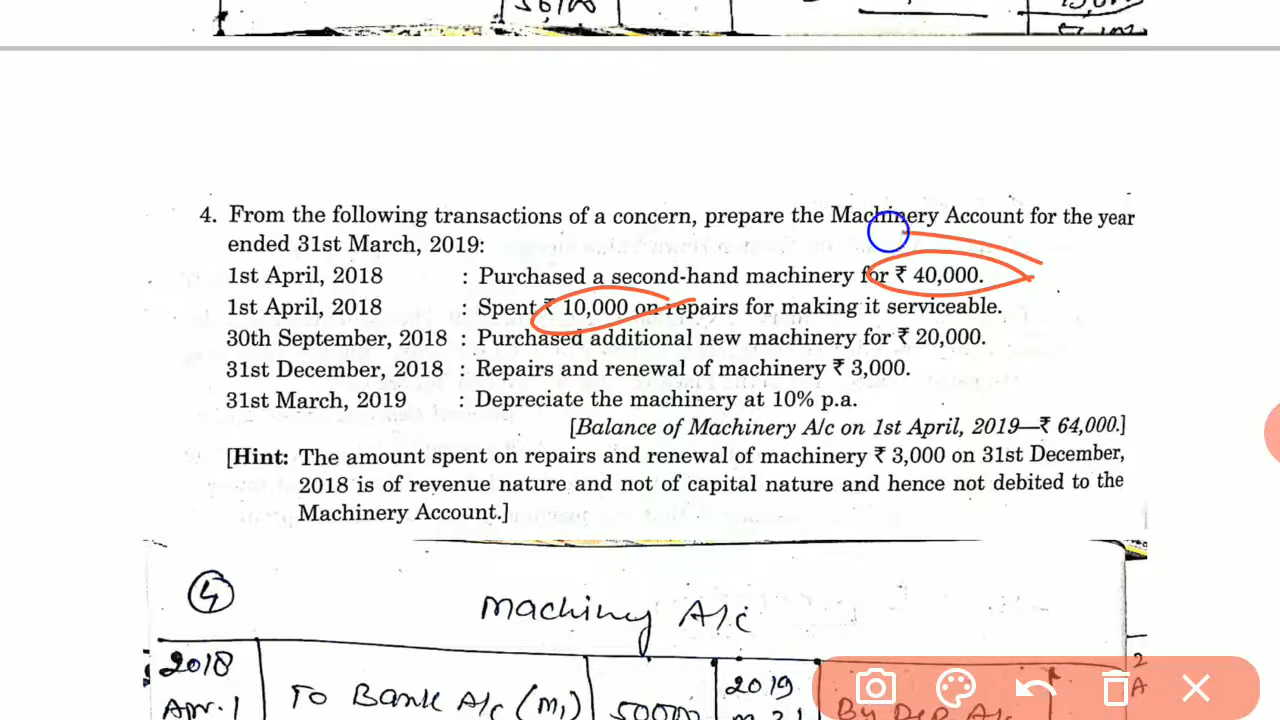 4. From the following transactions of a concern, prepare the Machinery Account for the year
ended 31st March, 2019:
1st April, 2018 : Purchased a second-hand machinery for ₹ 40,000.
1st April, 2018 : Spent ₹ 10,000 on repairs for making it serviceable.
30th September, 2018 : Purchased additional new machinery for ₹ 20,000.
31st December, 2018 : Repairs and renewal of machinery ₹ 3,000.
31st March, 2019 : Depreciate the machinery at 10% p.a.
[Balance of Machinery A/c on 1st April, 2019—₹ 64,000.]
[Hint: The amount spent on repairs and renewal of machinery ₹ 3,000 on 31st December,
2018 is of revenue nature and not of capital nature and hence not debited to the
Machinery Account.]
4
Machiny A/c
2018 2019
Apr. 1 To Bank A/c (M1) 50000 By Dep A/c